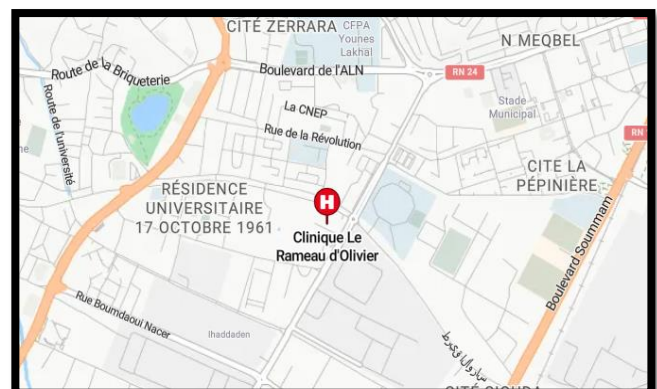 CITÉ ZERRARA
CFPA
Younes
Lakhal
N MEQBEL
Route de la Briqueterie
Boulevard de l'ALN
RN 24
Route de l'université
La CNEP
Stade
Municipal
Rue de la Révolution
RN
CITE LA
PÉPINIÈRE
RÉSIDENCE
UNIVERSITAIRE
17 OCTOBRE 1961
H
Clinique Le
Rameau d'Olivier
Boulevard Soummam
Rue Boumdaoui Nacer
Ihaddaden